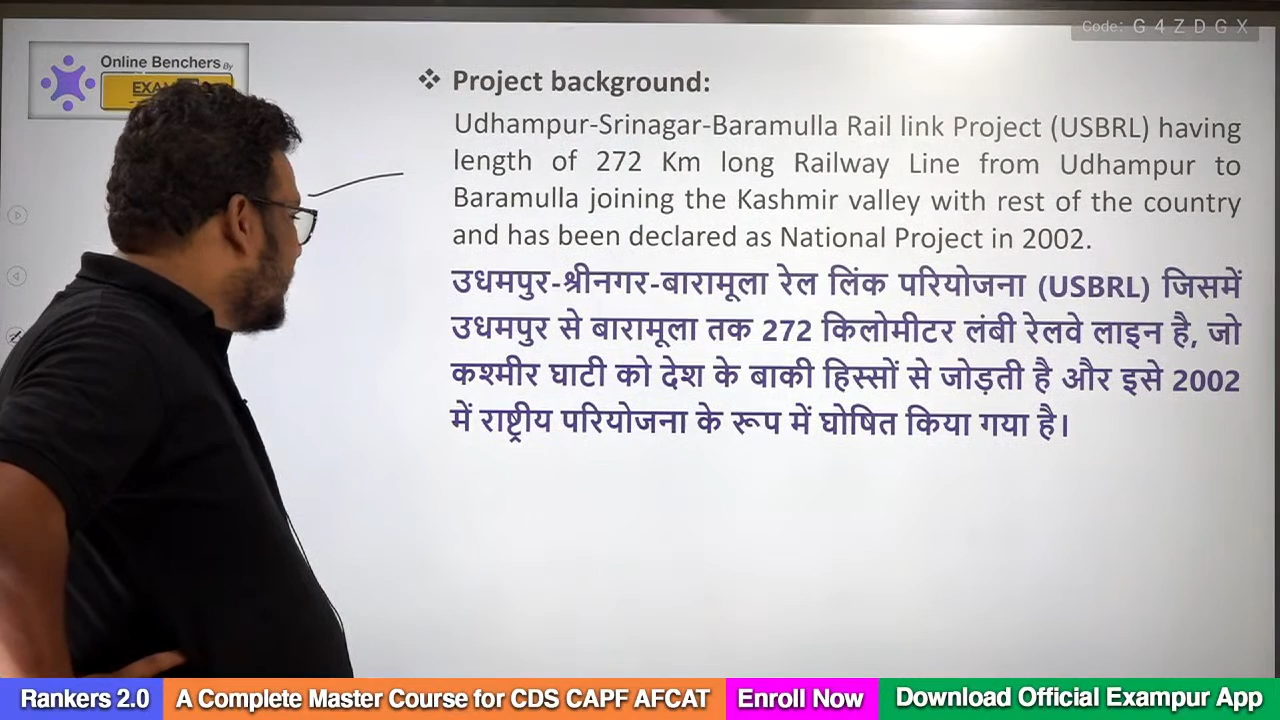 Code: G 4 Z D G X
Online Benchers By
❖ Project background:
Udhampur-Srinagar-Baramulla Rail link Project (USBRL) having
length of 272 Km long Railway Line from Udhampur to
Baramulla joining the Kashmir valley with rest of the country
and has been declared as National Project in 2002.
उधमपुर-श्रीनगर-बारामूला रेल लिंक परियोजना (USBRL) जिसमें
उधमपुर से बारामूला तक 272 किलोमीटर लंबी रेलवे लाइन है, जो
कश्मीर घाटी को देश के बाकी हिस्सों से जोड़ती है और इसे 2002
में राष्ट्रीय परियोजना के रूप में घोषित किया गया है।
Rankers 2.0 A Complete Master Course for CDS CAPF AFCAT Enroll Now Download Official Exampur App